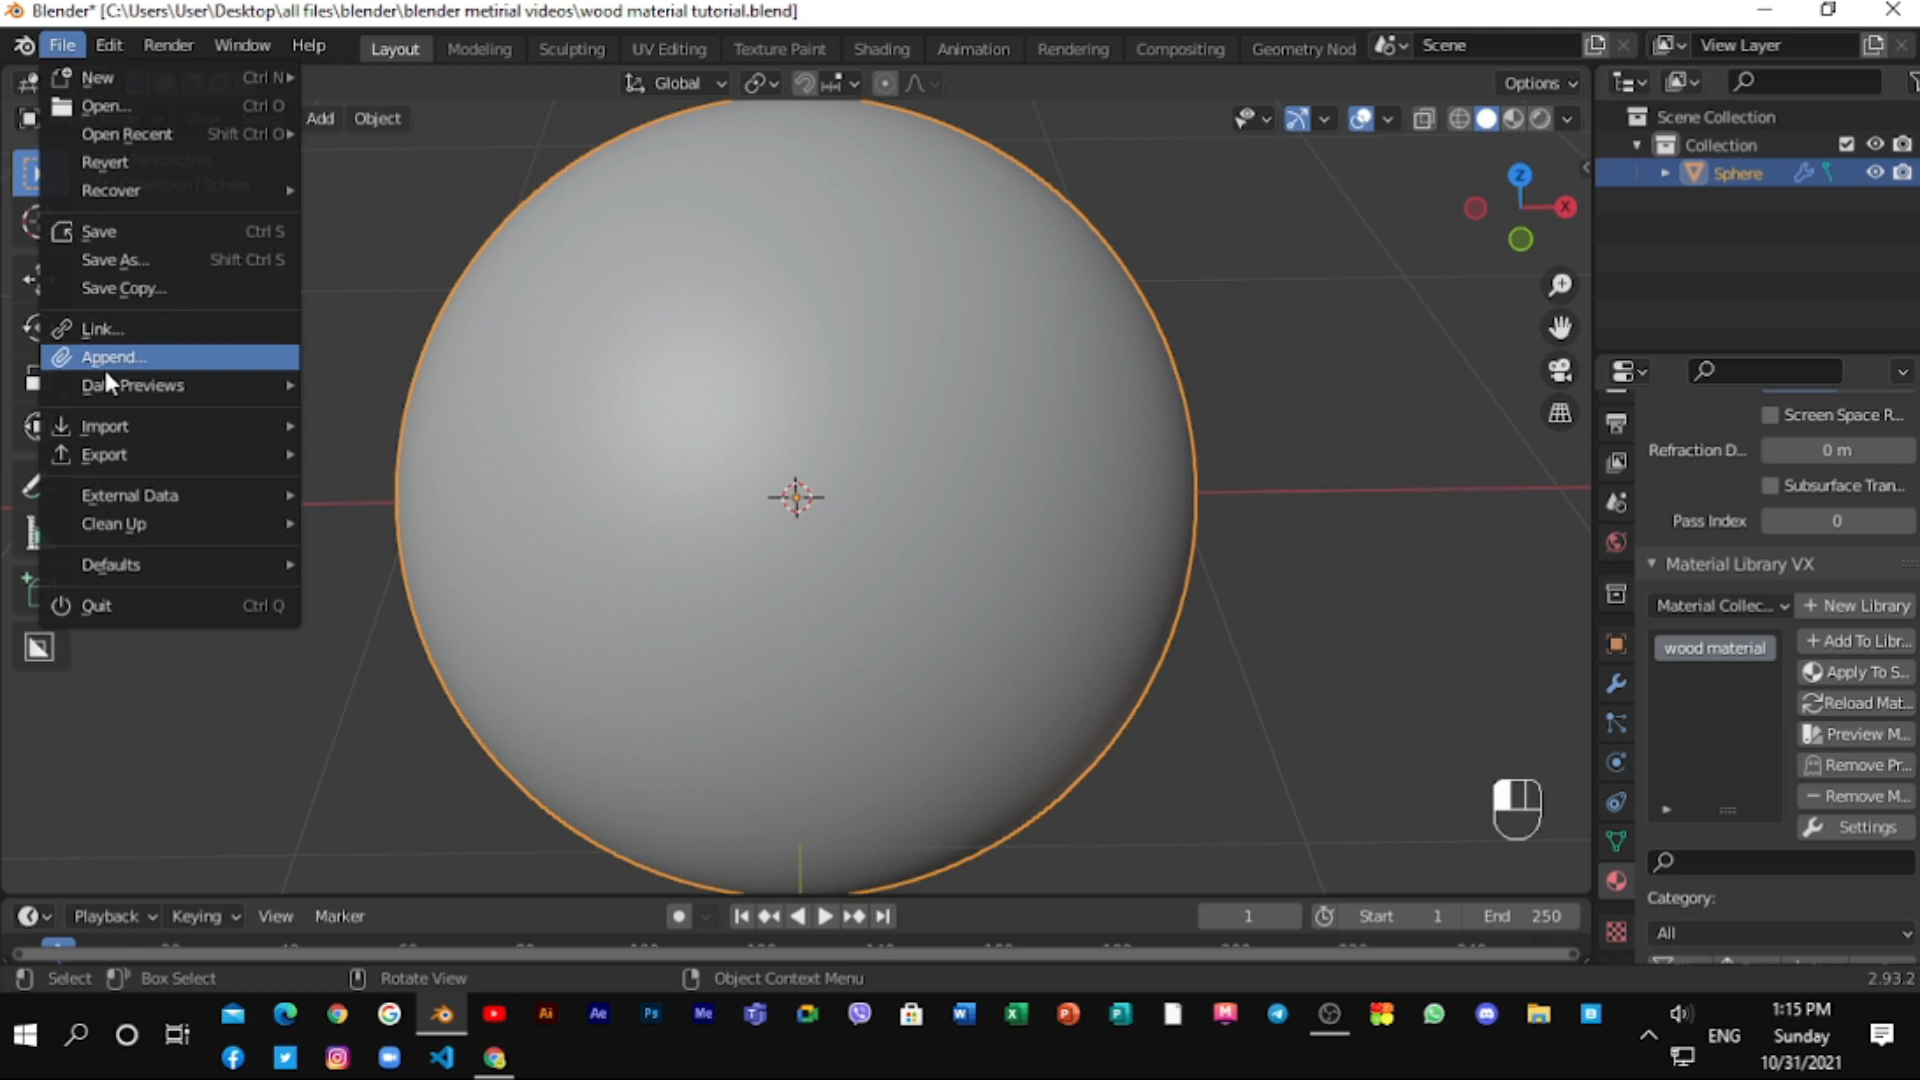 Blender* [C:\Users\User\Desktop\all files\blender\blender metirial videos\wood material tutorial.blend]
File Edit Render Window Help Layout Modeling Sculpting UV Editing Texture Paint Shading Animation Rendering Compositing Geometry Nod Scene View Layer
New Ctrl N
Open... Ctrl O
Open Recent Shift Ctrl O
Revert
Recover
Save Ctrl S
Save As... Shift Ctrl S
Save Copy...
Link...
Append...
Data Previews
Import
Export
External Data
Clean Up
Defaults
Quit Ctrl Q
Global Options
Add Object
Z
X
Scene Collection
Collection
Sphere
Screen Space R...
Refraction D... 0 m
Subsurface Tran...
Pass Index 0
Material Library VX
Material Collec... New Library
wood material
Add To Libr...
Apply To S...
Reload Mat...
Preview M...
Remove Pr...
Remove M...
Settings
Category:
All
Playback Keying View Marker 1 Start 1 End 250
Select Box Select Rotate View Object Context Menu 2.93.2
Ai Ae Ps Me
ENG
1:15 PM
Sunday
10/31/2021